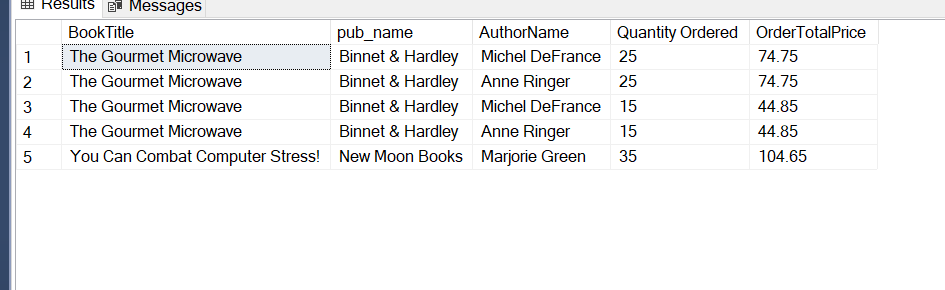 Results Messages
BookTitle pub_name AuthorName Quantity Ordered OrderTotalPrice
1 The Gourmet Microwave Binnet & Hardley Michel DeFrance 25 74.75
2 The Gourmet Microwave Binnet & Hardley Anne Ringer 25 74.75
3 The Gourmet Microwave Binnet & Hardley Michel DeFrance 15 44.85
4 The Gourmet Microwave Binnet & Hardley Anne Ringer 15 44.85
5 You Can Combat Computer Stress! New Moon Books Marjorie Green 35 104.65